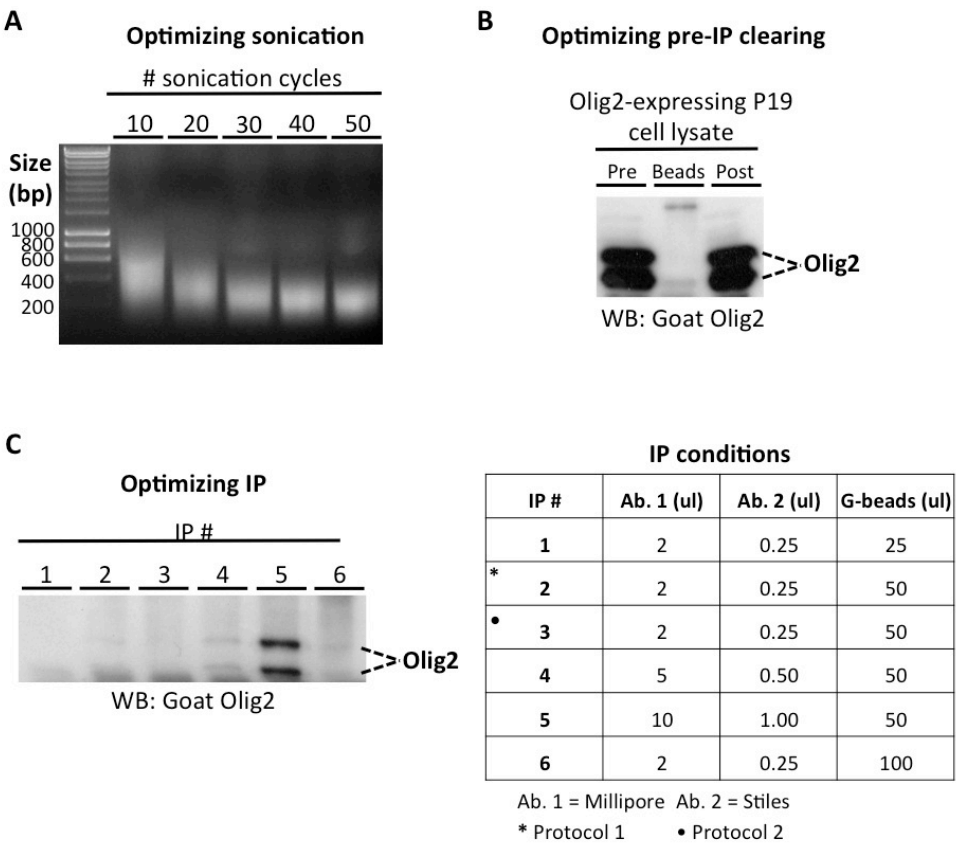 A
Optimizing sonication
# sonication cycles
10 20 30 40 50
Size
(bp)
1000
800
600
400
200
B
Optimizing pre-IP clearing
Olig2-expressing P19
cell lysate
Pre Beads Post
Olig2
WB: Goat Olig2
C
Optimizing IP
IP #
1 2 3 4 5 6
Olig2
WB: Goat Olig2
IP conditions
IP # Ab. 1 (ul) Ab. 2 (ul) G-beads (ul)
1 2 0.25 25
* 2 2 0.25 50
• 3 2 0.25 50
4 5 0.50 50
5 10 1.00 50
6 2 0.25 100
Ab. 1 = Millipore Ab. 2 = Stiles
* Protocol 1 • Protocol 2